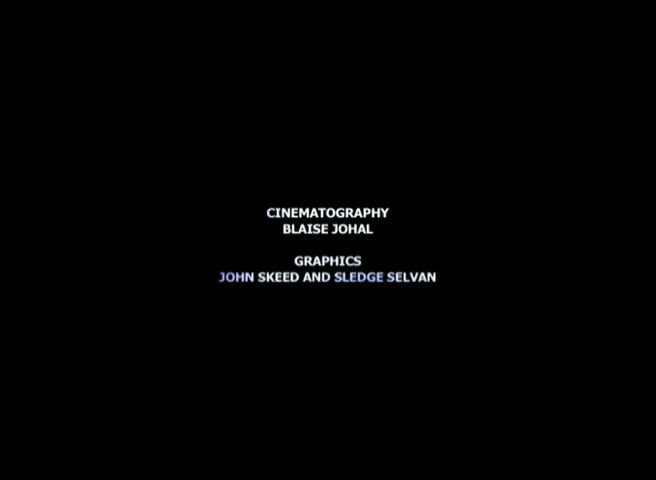 CINEMATOGRAPHY
BLAISE JOHAL
GRAPHICS
JOHN SKEED AND SLEDGE SELVAN